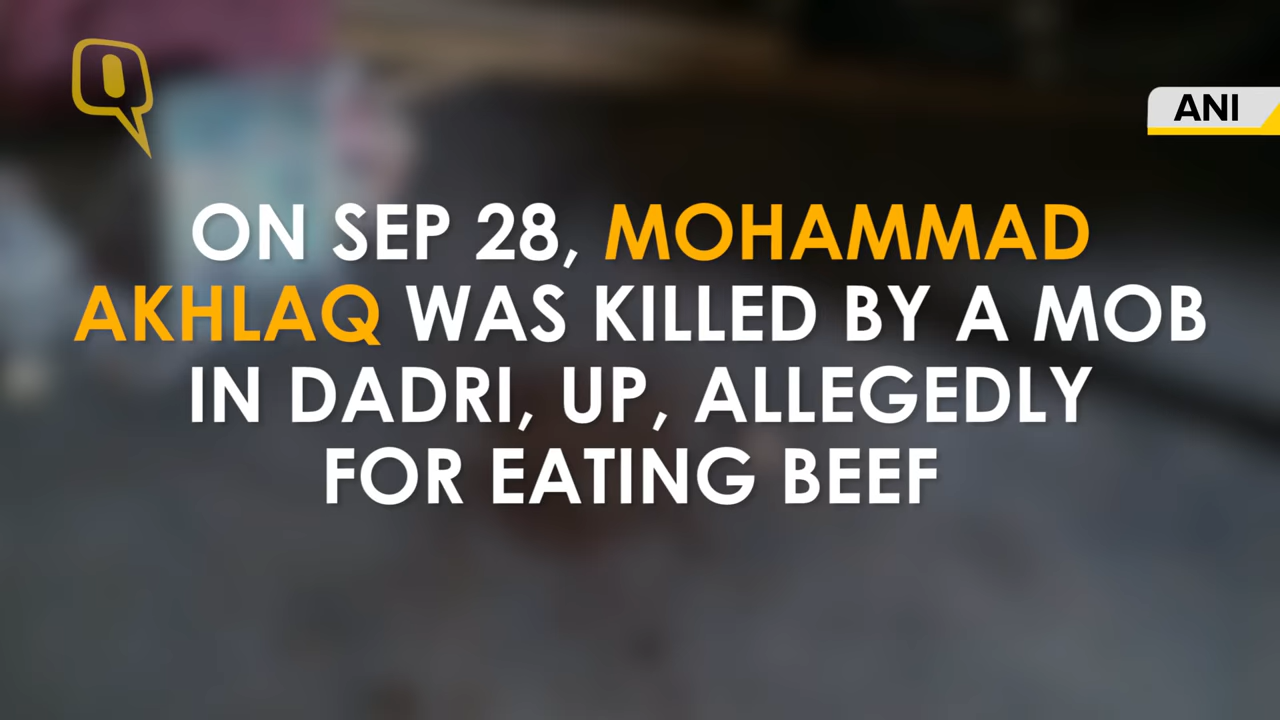 ANI
ON SEP 28, MOHAMMAD
AKHLAQ WAS KILLED BY A MOB
IN DADRI, UP, ALLEGEDLY
FOR EATING BEEF